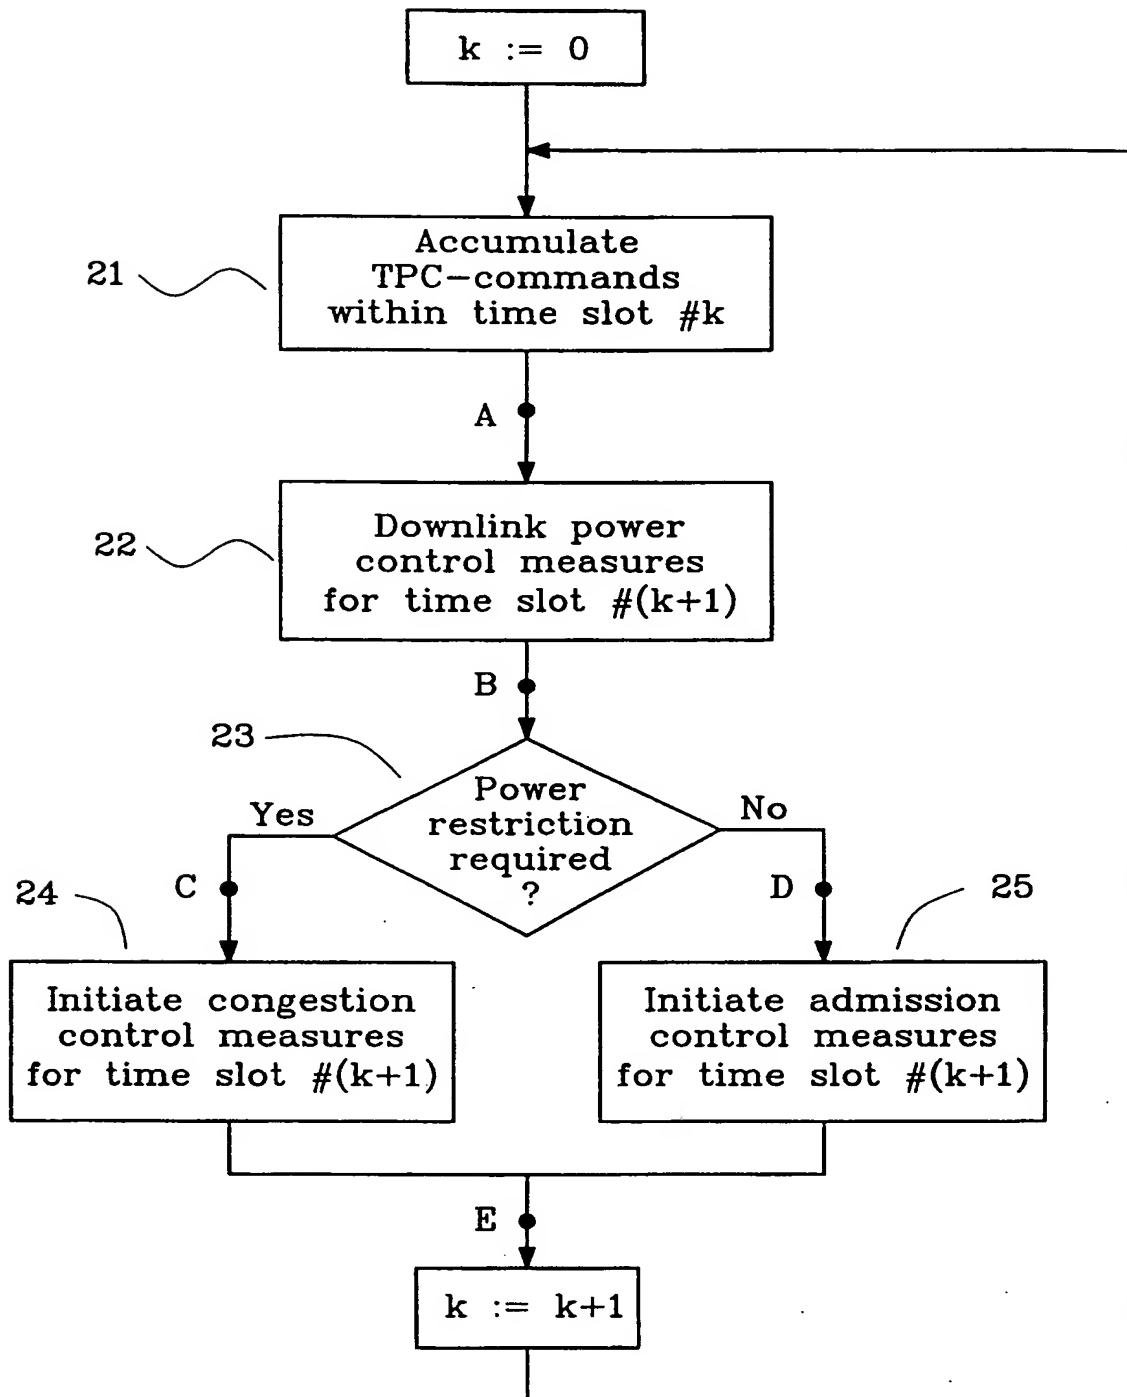 k := 0
Accumulate
TPC-commands
within time slot #k
21
A
Downlink power
control measures
for time slot #(k+1)
22
B
23
Power
restriction
required
?
Yes
No
C
D
24
25
Initiate congestion
control measures
for time slot #(k+1)
Initiate admission
control measures
for time slot #(k+1)
E
k := k+1